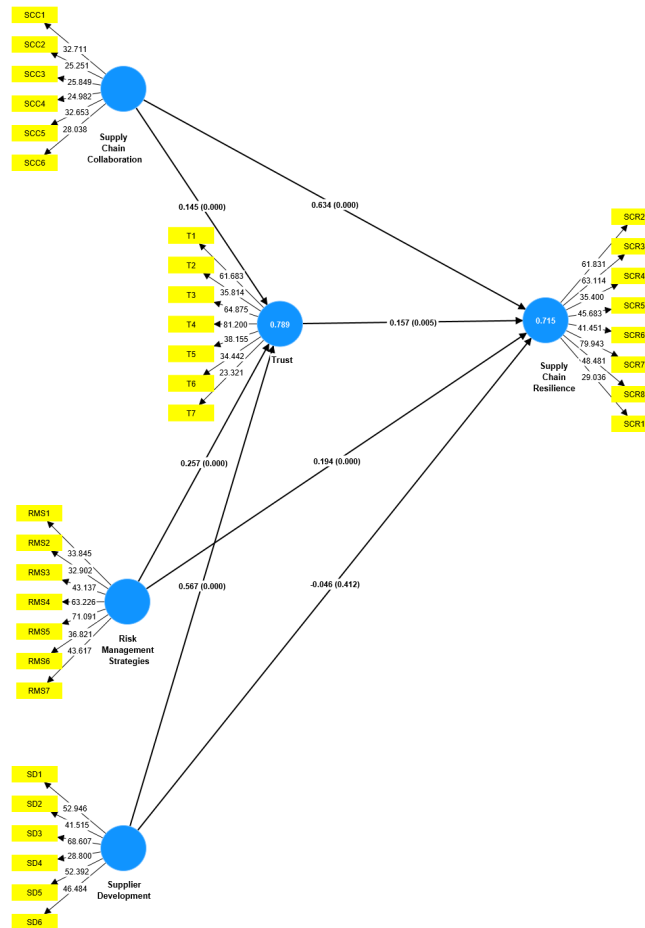 SCC1
SCC2
SCC3
SCC4
SCC5
SCC6
32.711
25.251
25.849
24.982
32.653
28.038
Supply
Chain
Collaboration
0.145 (0.000)
0.634 (0.000)
T1
T2
T3
T4
T5
T6
T7
61.683
35.814
64.875
81.200
38.155
34.442
23.321
0.789
Trust
0.157 (0.005)
SCR2
SCR3
SCR4
SCR5
SCR6
SCR7
SCR8
SCR1
61.831
63.114
35.400
45.683
41.451
79.943
48.481
29.036
0.715
Supply
Chain
Resilience
0.257 (0.000)
0.194 (0.000)
RMS1
RMS2
RMS3
RMS4
RMS5
RMS6
RMS7
33.845
32.902
43.137
63.226
71.091
36.821
43.617
Risk
Management
Strategies
0.567 (0.000)
-0.046 (0.412)
SD1
SD2
SD3
SD4
SD5
SD6
52.946
41.515
68.607
28.800
52.392
46.484
Supplier
Development